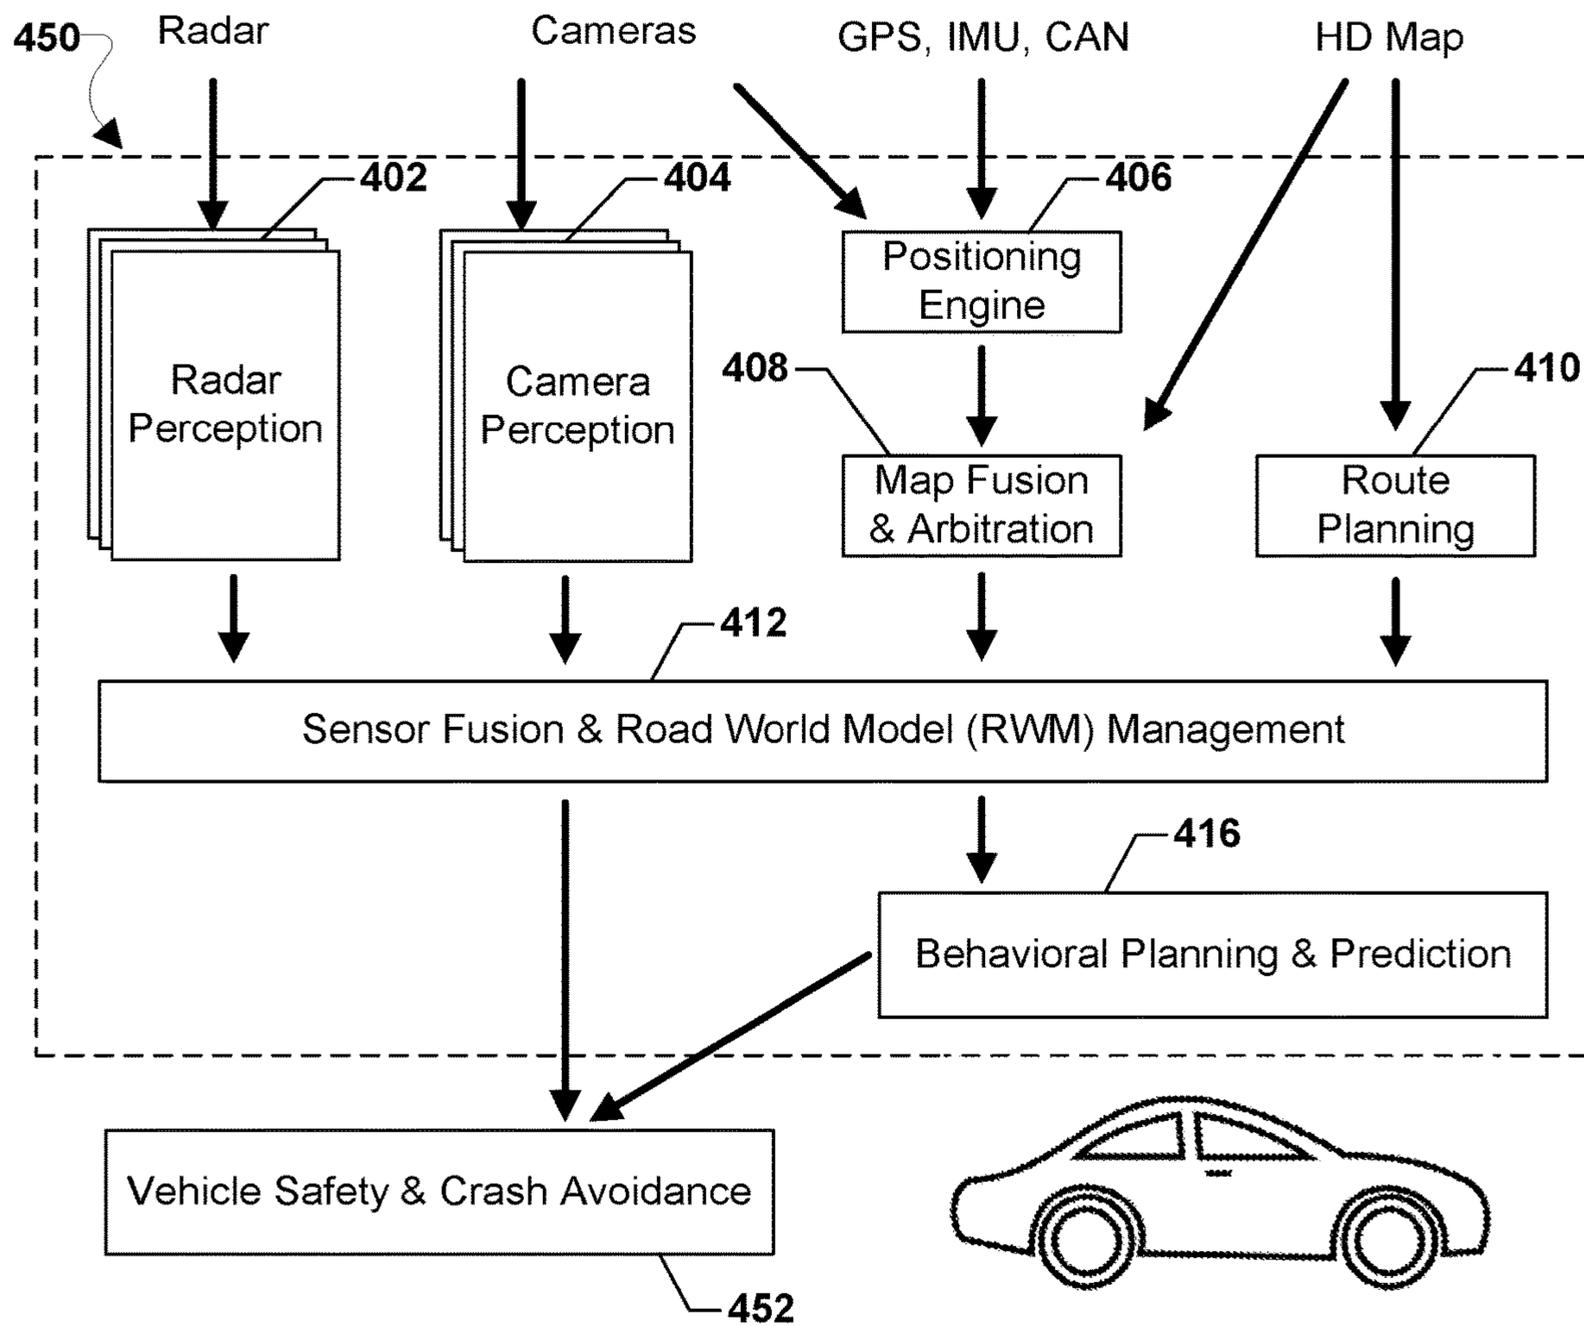 450
Radar
Cameras
GPS, IMU, CAN
HD Map
402
404
406
Positioning
Engine
408
410
Radar
Perception
Camera
Perception
Map Fusion
& Arbitration
Route
Planning
412
Sensor Fusion & Road World Model (RWM) Management
416
Behavioral Planning & Prediction
Vehicle Safety & Crash Avoidance
452